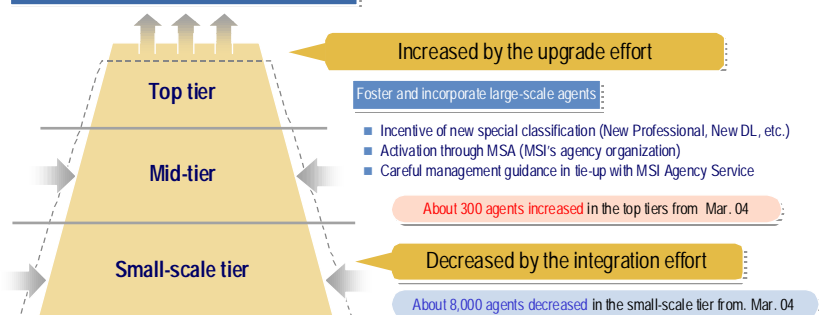 Increased by the upgrade effort
Top tier
Foster and incorporate large-scale agents
Incentive of new special classification (New Professional, New DL, etc.)
Activation through MSA (MSI's agency organization)
Mid-tier
Careful management guidance in tie-up with MSI Agency Service
About 300 agents increased in the top tiers from Mar. 04
Small-scale tier
Decreased by the integration effort
About 8,000 agents decreased in the small-scale tier from. Mar. 04